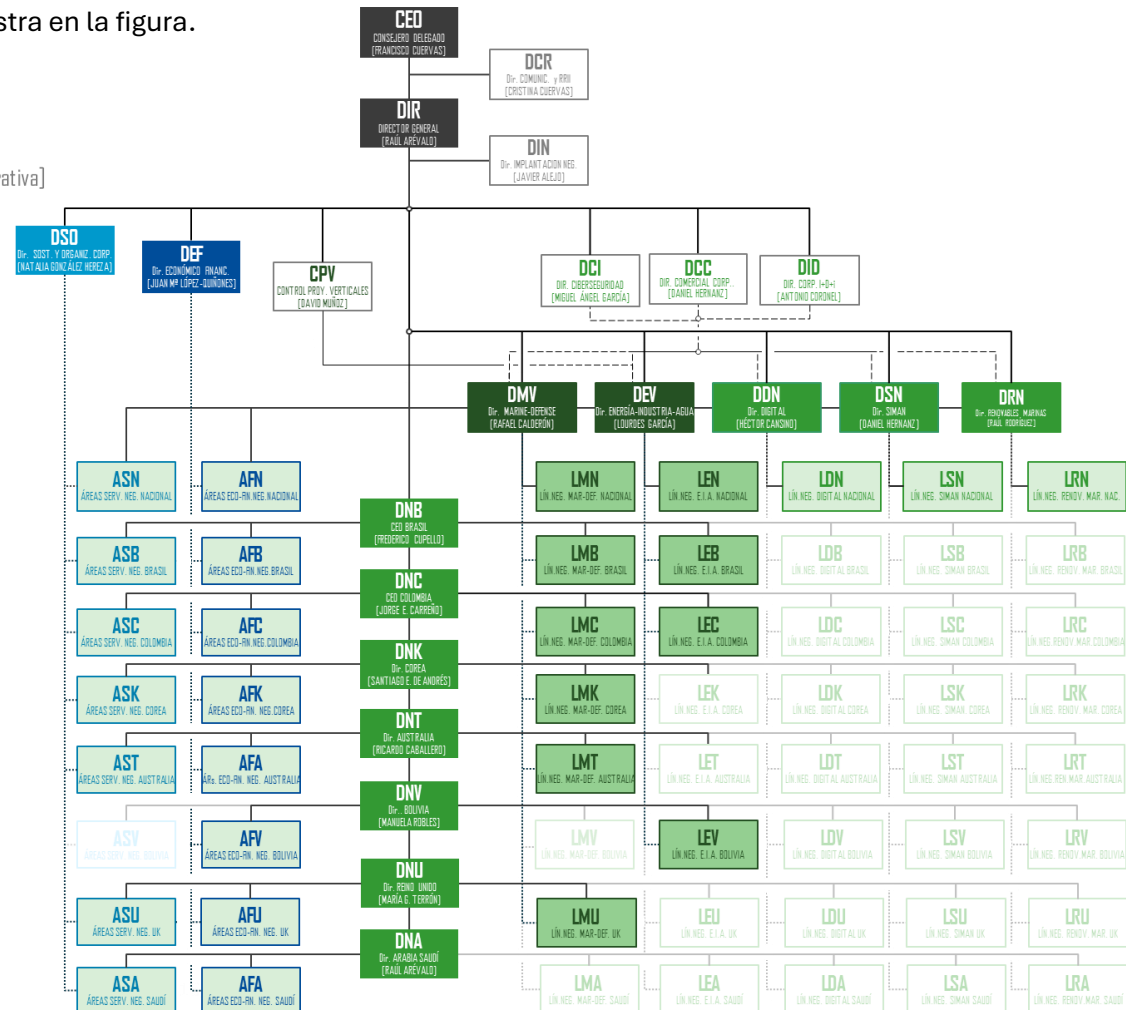 stra en la figura.
CEO
CONSEJERO DELEGADO
[FRANCISCO CUERVAS]
DCR
Dir. COMUNIC. y RRII
[CRISTINA CUERVAS]
DIR
DIRECTOR GENERAL
[RAÚL ARÉVALO]
DIN
Dir. IMPLANTACION NEG.
[JAVIER ALEJO]
ativa]
DSO
Dir. SOST. Y ORGANIZ. CORP.
[NATALIA GONZÁLEZ HEREZA]
DEF
Dir. ECONÓMICO FINANC.
[JUAN Mª LÓPEZ-QUIÑONES]
CPV
CONTROL PROY. VERTICALES
[DAVID MUÑOZ]
DCI
DIR. CIBERSEGURIDAD
[MIGUEL ÁNGEL GARCÍA]
DCC
DIR. COMERCIAL CORP..
[DANIEL HERNANZ]
DID
DIR. CORP. I+D+i
[ANTONIO CORONEL]
DMV
Dir. MARINE-DEFENSE
[RAFAEL CALDERÓN]
DEV
Dir. ENERGÍA-INDUSTRIA-AGUA
[LOURDES GARCÍA]
DDN
Dir. DIGITAL
[HÉCTOR CANSINO]
DSN
Dir. SIMAN
[DANIEL HERNANZ]
DRN
Dir. RENOVABLES MARINAS
[RAÚL RODRÍGUEZ]
ASN
ÁREAS SERV. NEG. NACIONAL
AFN
ÁREAS ECO-FIN. NEG. NACIONAL
LMN
LÍN.NEG. MAR-DEF. NACIONAL
LEN
LÍN.NEG. E.I.A. NACIONAL
LDN
LÍN. NEG. DIGITAL NACIONAL
LSN
LÍN.NEG. SIMAN NACIONAL
LRN
LÍN.NEG. RENOV. MAR. NAC.
DNB
CEO BRASIL
[FREDERICO CUPELLO]
ASB
ÁREAS SERV. NEG. BRASIL
AFB
ÁREAS ECO-FIN.NEG.BRASIL
LMB
LÍN.NEG. MAR-DEF. BRASIL
LEB
LÍN.NEG. E.I.A. BRASIL
LDB
LÍN NEG. DIGITAL BRASIL
LSB
LÍN.NEG. SIMAN BRASIL
LRB
LÍN.NEG. RENOV. MAR. BRASIL
DNC
CEO COLOMBIA
[JORGE E. CARREÑO]
ASC
ÁREAS SERV. NEG. COLOMBIA
AFC
ÁREAS ECO-FIN. NEG. COLOMBIA
LMC
LÍN.NEG. MAR-DEF. COLOMBIA
LEC
LÍN.NEG. E.I.A. COLOMBIA
LDC
LÍN NEG. DIGITAL COLOMBIA
LSC
LÍN. NEG. SIMAN COLOMBIA
LRC
LÍN.NEG RENOV. MAR.COLOMBIA
DNK
Dir. COREA
[SANTIAGO E. DE ANDRÉS]
ASK
ÁREAS SERV. NEG. COREA
AFK
ÁREAS ECO-FIN. NEG.COREA
LMK
LÍN.NEG. MAR-DEF. COREA
LEK
LÍN NEG. E.I.A. COREA
LDK
LÍN NEG. DIGITAL COREA
LSK
LÍN NEG. SIMAN COREA
LRK
LÍN NEG. RENOV. MAR. COREA
DNT
Dir. AUSTRALIA
[RICARDO CABALLERO]
AST
ÁREAS SERV. NEG. AUSTRALIA
AFA
ÁRs. ECO-FIN. NEG. AUSTRALIA
LMT
LÍN.NEG. MAR-DEF. AUSTRALIA
LET
LÍN NEG. E.I.A. AUSTRALIA
LDT
LÍN NEG. DIGITAL AUSTRALIA
LST
LÍN NEG. SIMAN AUSTRALIA
LRT
LÍN NEG.REN.MAR. AUSTRALIA
DNV
Dir.. BOLIVIA
[MANUELA ROBLES]
ASV
ÁREAS SERV. NEG. BOLIVIA
AFV
ÁREAS ECO-FIN. NEG. BOLIVIA
LMV
LÍN NEG. MAR-DEF. BOLIVIA
LEV
LÍN.NEG. E.I.A. BOLIVIA
LDV
LÍN NEG. DIGITAL BOLIVIA
LSV
LÍN NEG. SIMAN BOLIVIA
LRV
LÍN NEG. RENOV. MAR. BOLIVIA
DNU
Dir. REINO UNIDO
[MARÍA G. TERRÓN]
ASU
ÁREAS SERV. NEG. UK
AFU
ÁREAS ECO-FIN. NEG. UK
LMU
LÍN.NEG. MAR-DEF. UK
LEU
LÍN NEG. E.I.A. UK
LDU
LÍN NEG. DIGITAL UK
LSU
LÍN NEG. SIMAN UK
LRU
LÍN NEG. RENOV. MAR. UK
DNA
Dir. ARABIA SAUDÍ
[RAÚL ARÉVALO]
ASA
ÁREAS SERV. NEG. SAUDÍ
AFA
ÁREAS ECO-FIN. NEG. SAUDÍ
LMA
LÍN NEG. MAR-DEF. SAUDÍ
LEA
LÍN NEG. E.I.A. SAUDÍ
LDA
LÍN NEG. DIGITAL SAUDÍ
LSA
LÍN.NEG. SIMAN SAUDÍ
LRA
LÍN NEG. RENOV. MAR. SAUDÍ